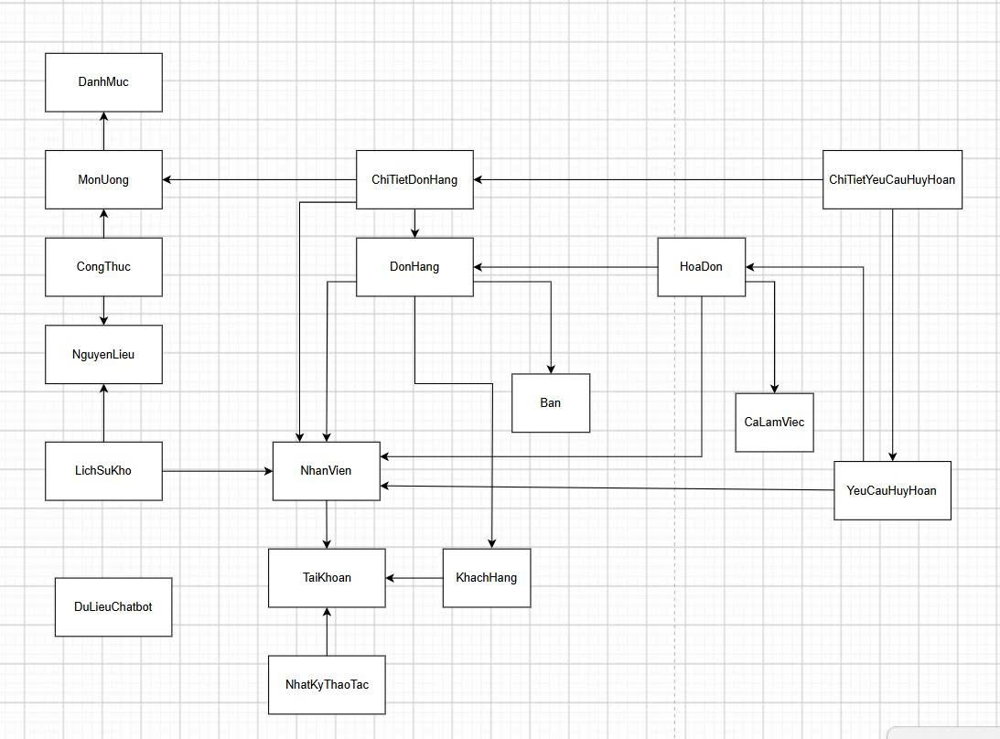 DanhMuc
MonUong
ChiTietDonHang
ChiTietYeuCauHuyHoan
CongThuc
DonHang
HoaDon
NguyenLieu
Ban
CaLamViec
LichSuKho
NhanVien
YeuCauHuyHoan
TaiKhoan
KhachHang
DuLieuChatbot
NhatKyThaoTac